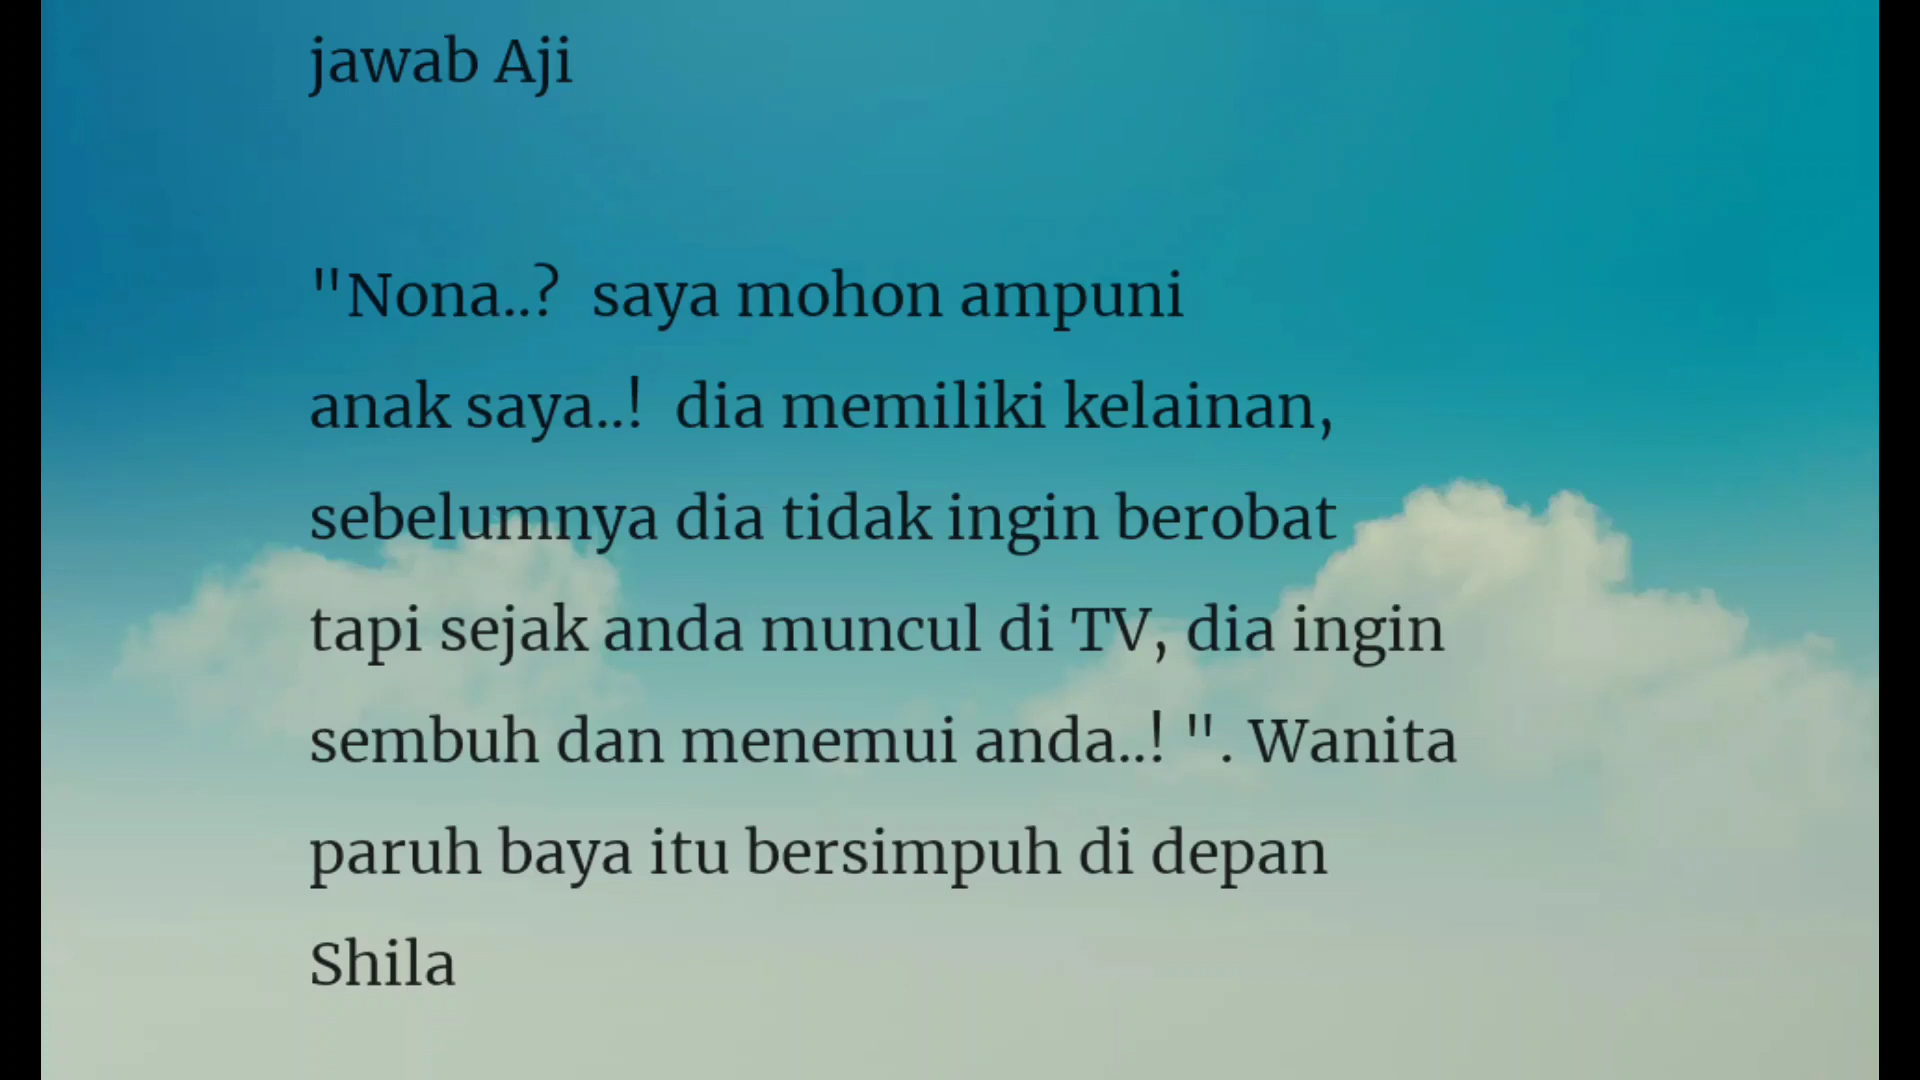 jawab Aji
"Nona..?  saya mohon ampuni
anak saya..!  dia memiliki kelainan,
sebelumnya dia tidak ingin berobat
tapi sejak anda muncul di TV, dia ingin
sembuh dan menemui anda..! ". Wanita
paruh baya itu bersimpuh di depan
Shila